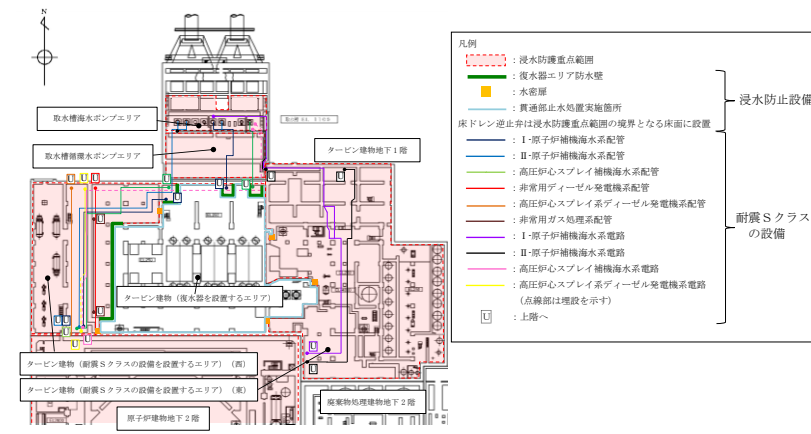 N
取水槽海水ポンプエリア
取水槽循環水ポンプエリア
タービン建物地下1階
タービン建物（復水器を設置するエリア）
タービン建物（耐震Sクラスの設備を設置するエリア）（西）
タービン建物（耐震Sクラスの設備を設置するエリア）（東）
原子炉建物地下2階
廃棄物処理建物地下2階
U
凡例
：浸水防護重点範囲
：復水器エリア防水壁
：水密扉
：貫通部止水処置実施箇所
床ドレン逆止弁は浸水防護重点範囲の境界となる床面に設置
：Ⅰ-原子炉補機海水系配管
：Ⅱ-原子炉補機海水系配管
：高圧炉心スプレイ補機海水系配管
：非常用ディーゼル発電機系配管
：高圧炉心スプレイ系ディーゼル発電機系配管
：非常用ガス処理系配管
：Ⅰ-原子炉補機海水系電路
：Ⅱ-原子炉補機海水系電路
：高圧炉心スプレイ補機海水系電路
：高圧炉心スプレイ系ディーゼル発電機系電路
（点線部は埋設を示す）
U ：上階へ
浸水防止設備
耐震Sクラス
の設備